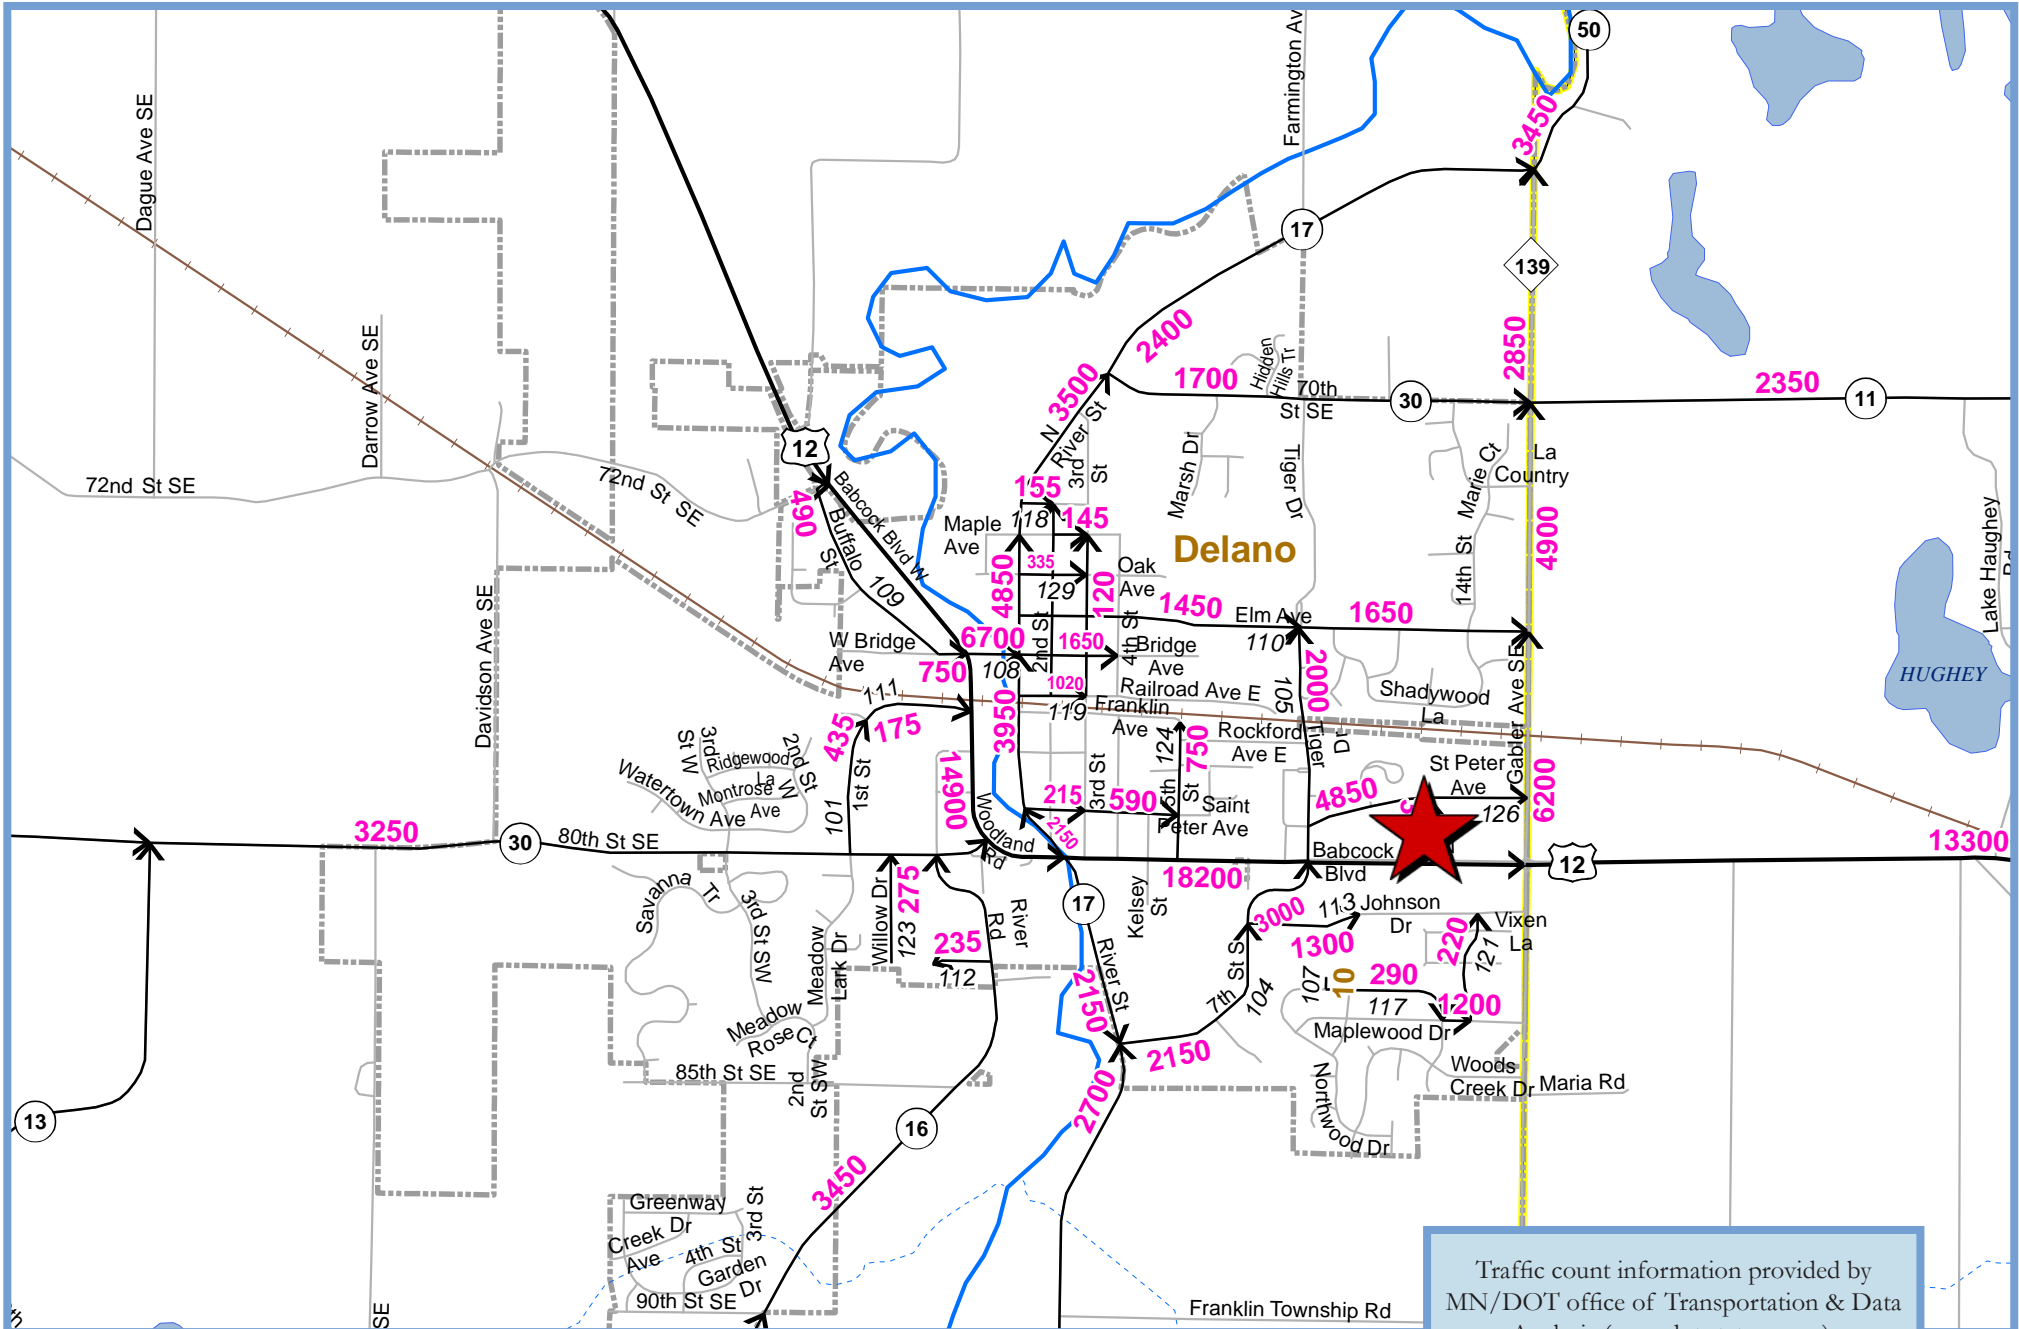 50
Farmington Av
Dague Ave SE
3450
17
139
2400
2850
Hidden
Hills Tr
Darrow Ave SE
3500
1700
70th
St SE
30
2350
11
N
River St
3rd
St
12
Marsh Dr
Tiger Dr
Marie Ct
La
Country
72nd St SE
72nd St SE
490
Babcock Blvd W
Buffalo
St
109
155
118
145
Maple
Ave
Delano
4900
14th St
Lake Haughey
Rd
335
Oak
Ave
4850
129
120
1450
Elm Ave
110
1650
Davidson Ave SE
W Bridge
Ave
6700
750
108
2nd St
1650
4th St
Bridge
Ave
HUGHEY
1020
Railroad Ave E
119
Franklin
Ave
105
2000
Shadywood
La
Gabler Ave SE
111
435
175
3950
124
750
Rockford
Ave E
Tiger
Dr
3rd
St W
Ridgewood
La
2nd St
W
Montrose
Ave
Watertown Ave
101
1st St
14900
St Peter
Ave
4850
5
126
6200
3rd St
215
590
5th
St
Saint
Peter Ave
2150
Woodland
Rd
3250
30
80th St SE
13300
Babcock
Blvd
12
18200
Savanna
Tr
3rd St SW
Willow Dr
275
123
River
Rd
17
Kelsey
St
3000
113
Johnson
Dr
1300
Vixen
La
220
121
Meadow
Lark Dr
235
112
River St
2150
7th St S
104
107
10
290
117
1200
Maplewood Dr
Meadow
Rose Ct
2150
2700
85th St SE
2nd
St SW
Woods
Creek Dr
Maria Rd
Northwood Dr
13
16
3450
Greenway
Creek Dr
Ave
3rd St
4th St
Garden
Dr
90th St SE
SE
Franklin Township Rd
Traffic count information provided by
MN/DOT office of Transportation & Data